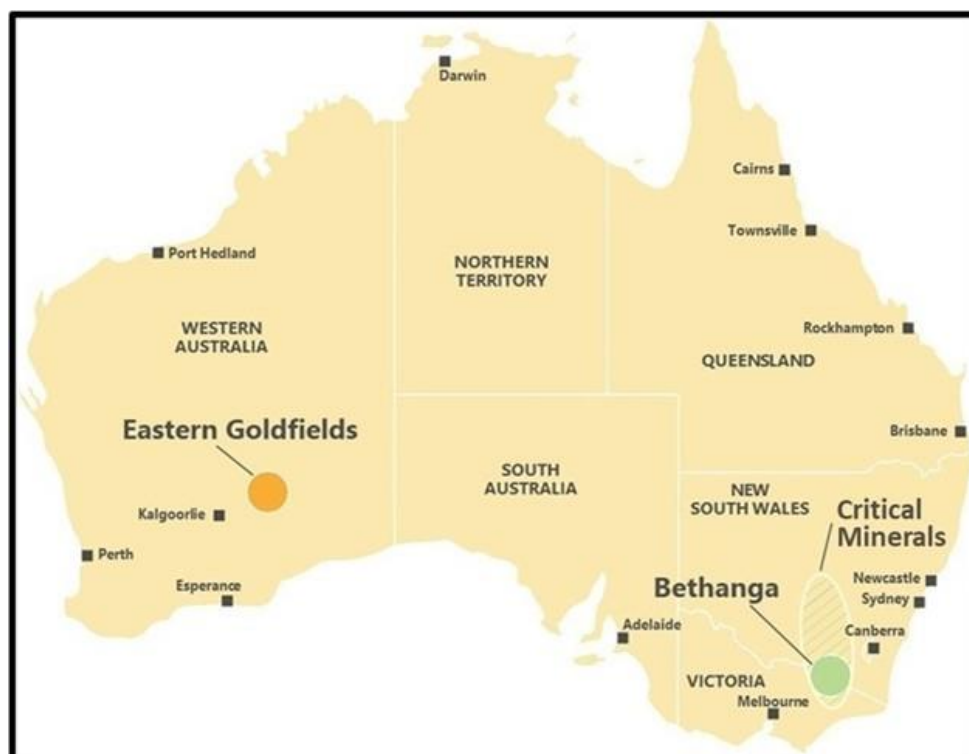 Darwin
Cairns
Townsville
Port Hedland
NORTHERN
TERRITORY
WESTERN
AUSTRALIA
Rockhampton
QUEENSLAND
Eastern Goldfields
Brisbane
SOUTH
AUSTRALIA
NEW
SOUTH WALES
Kalgoorlie
Critical
Minerals
Perth
Esperance
Bethanga
Newcastle
Sydney
Adelaide
Canberra
VICTORIA
Melbourne